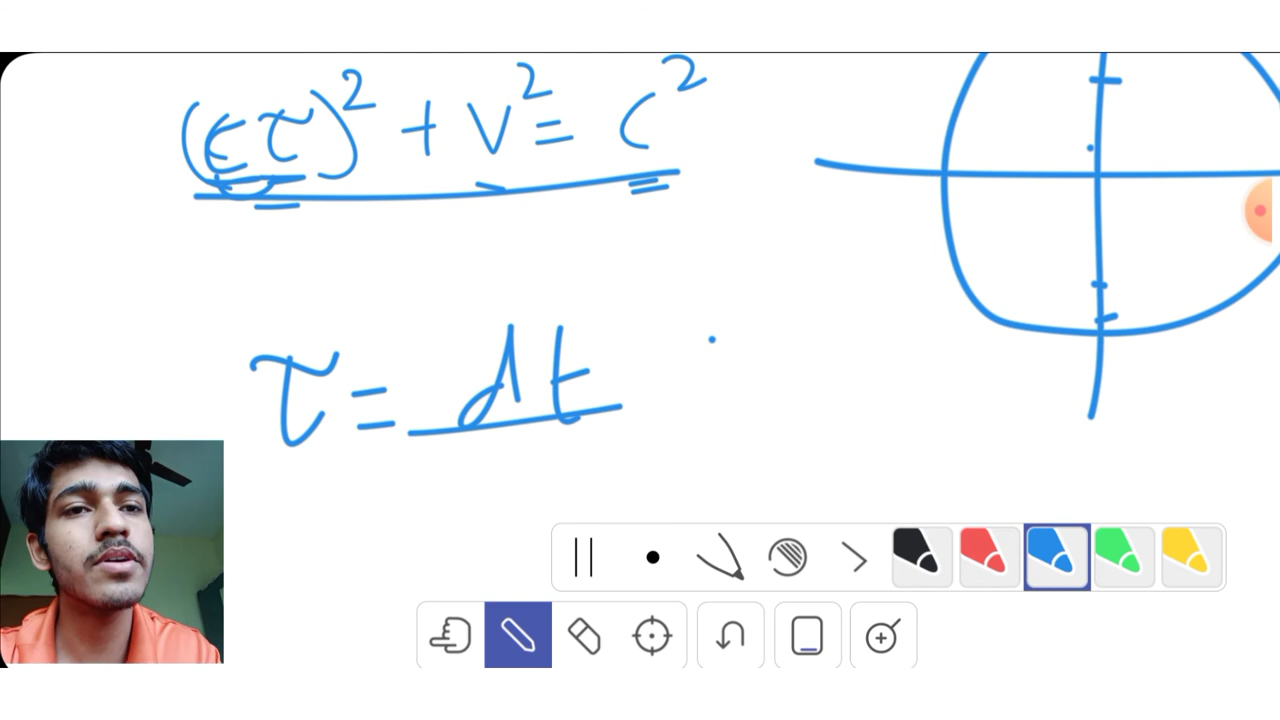 (cτ)² + v² = c²
τ = dt